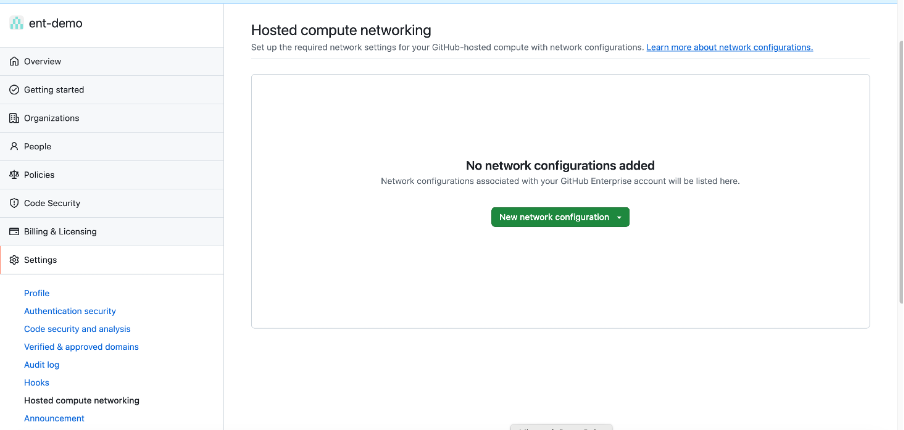 ent-demo
Overview
Getting started
Organizations
People
Policies
Code Security
Billing & Licensing
Settings
Profile
Authentication security
Code security and analysis
Verified & approved domains
Audit log
Hooks
Hosted compute networking
Announcement
Hosted compute networking
Set up the required network settings for your GitHub-hosted compute with network configurations. Learn more about network configurations.
No network configurations added
Network configurations associated with your GitHub Enterprise account will be listed here.
New network configuration